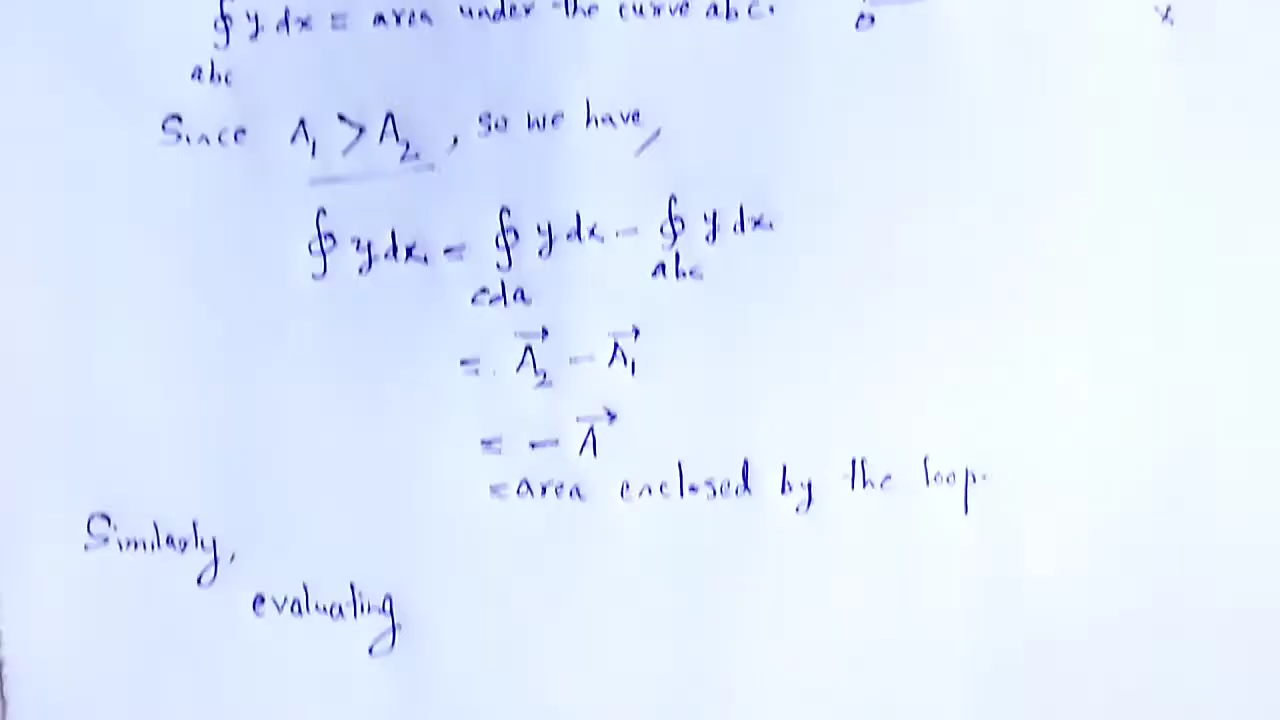 ∮ y dx = area under the curve abc. O x
abc
Since A₁ > A₂, so we have,
∮ y dx = ∮ y dx - ∮ y dx
cda abc
= A⃗₂ - A⃗₁
= - A⃗
= area enclosed by the loop.
Similarly,
evaluating